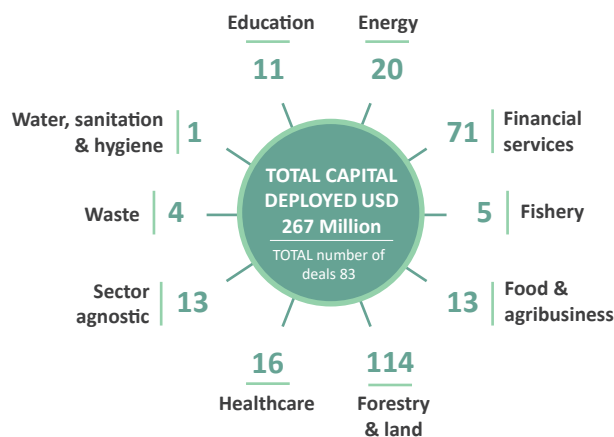 Education
11
Energy
20
71
Financial
services
5
Fishery
13
Food &
agribusiness
114
Forestry
& land
16
Healthcare
Sector
agnostic
13
Waste
4
Water, sanitation
& hygiene
1
TOTAL CAPITAL
DEPLOYED USD
267 Million
TOTAL number of
deals 83